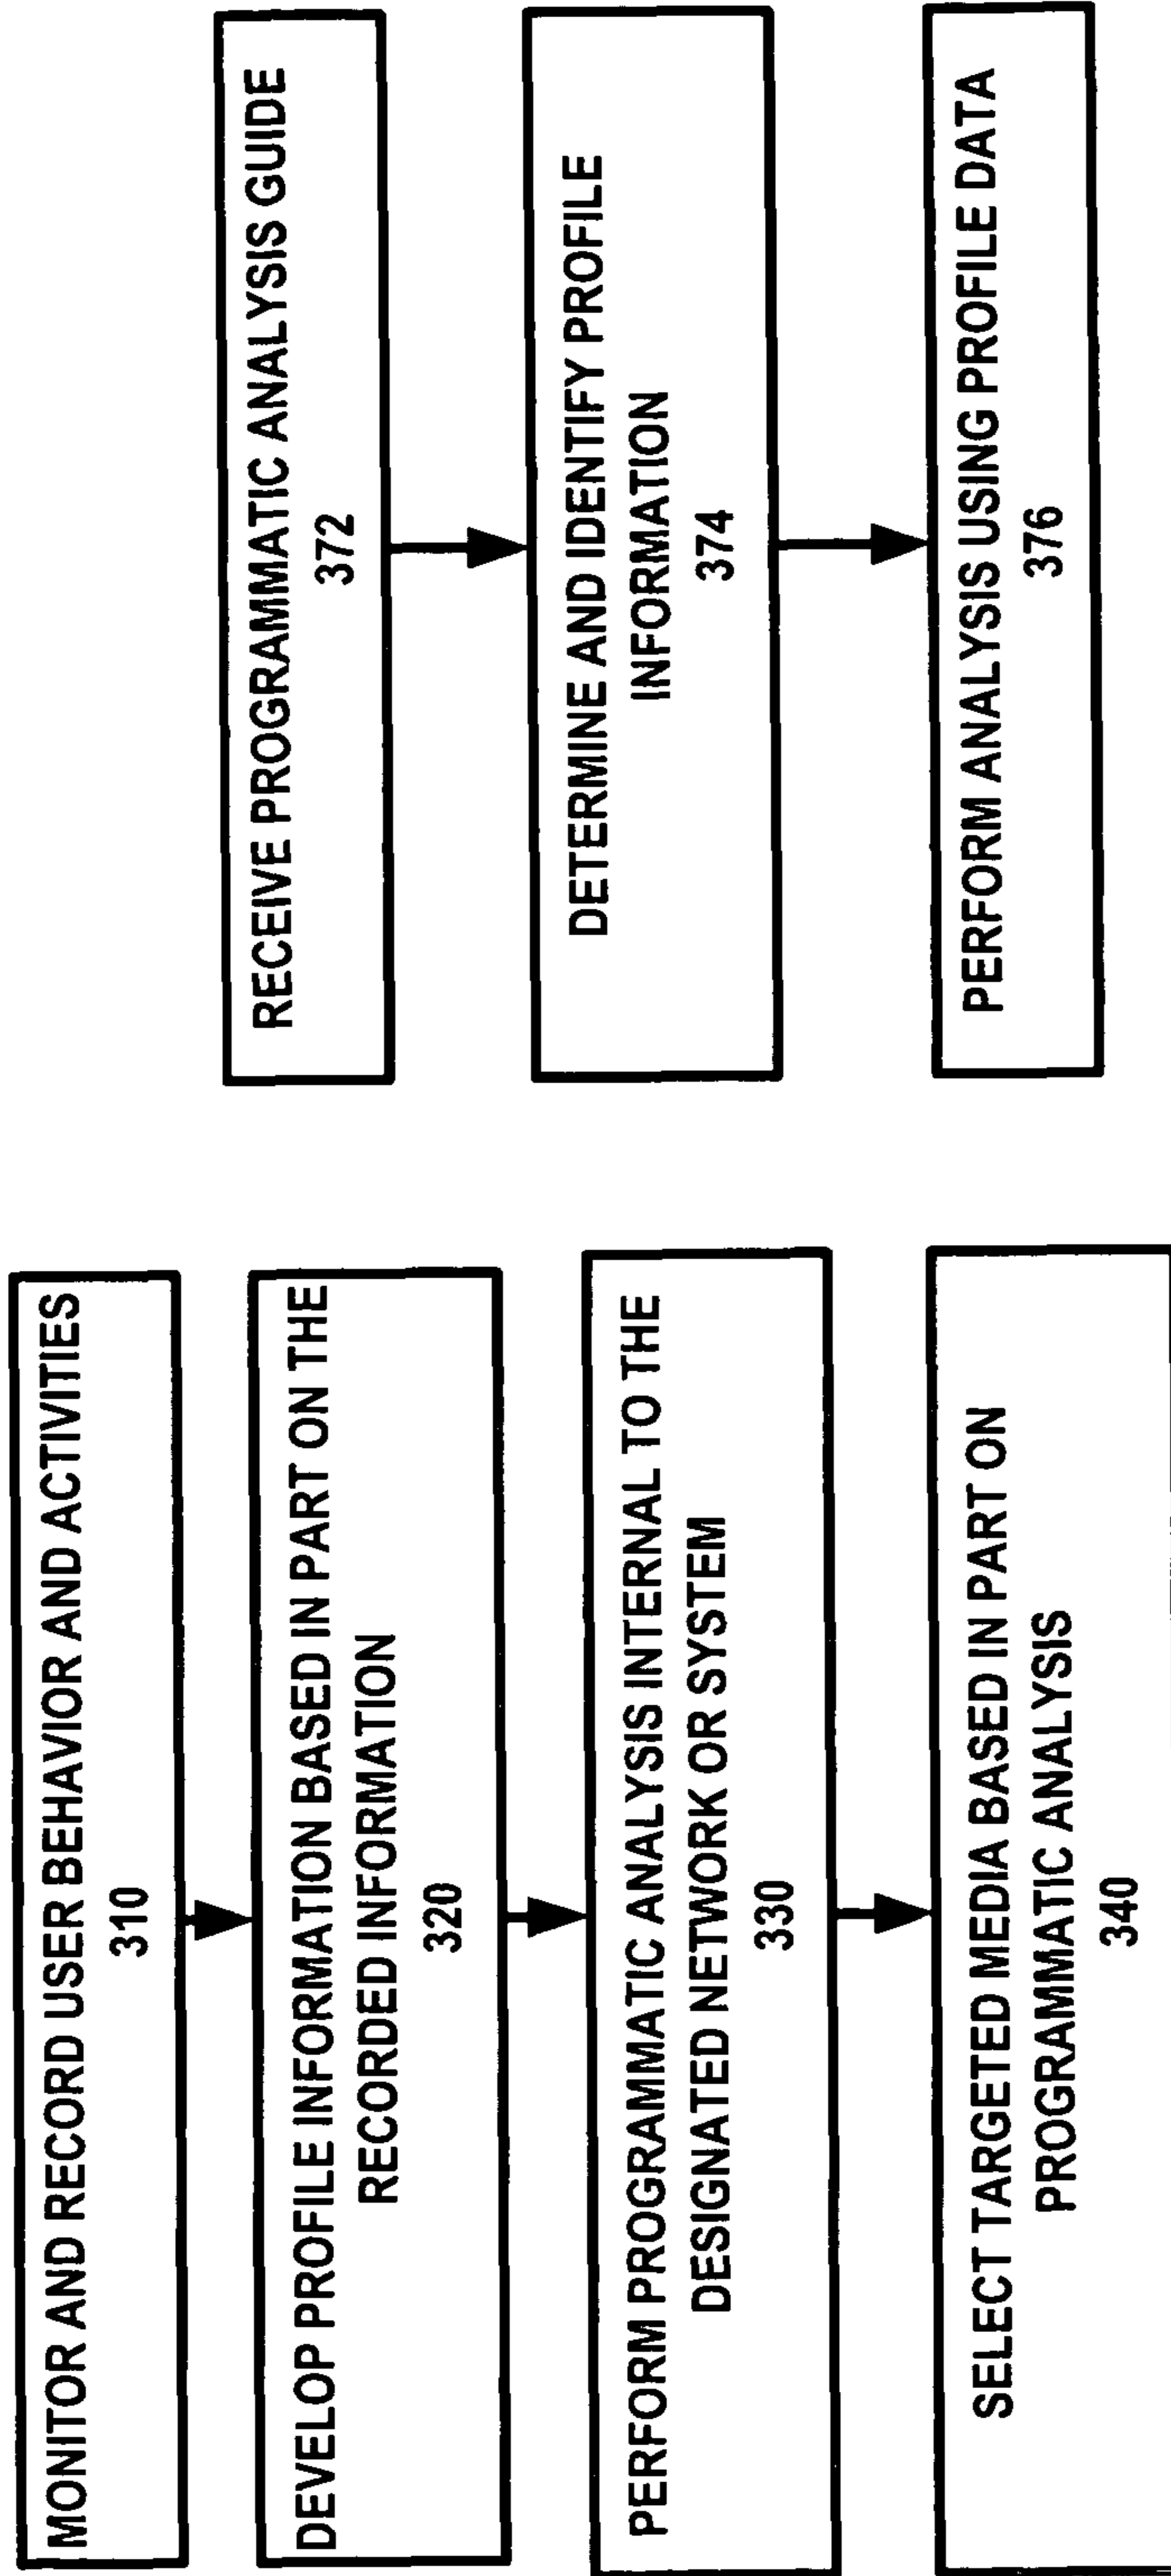 MONITOR AND RECORD USER BEHAVIOR AND ACTIVITIES
310
DEVELOP PROFILE INFORMATION BASED IN PART ON THE
RECORDED INFORMATION
320
PERFORM PROGRAMMATIC ANALYSIS INTERNAL TO THE
DESIGNATED NETWORK OR SYSTEM
330
SELECT TARGETED MEDIA BASED IN PART ON
PROGRAMMATIC ANALYSIS
340
RECEIVE PROGRAMMATIC ANALYSIS GUIDE
372
DETERMINE AND IDENTIFY PROFILE
INFORMATION
374
PERFORM ANALYSIS USING PROFILE DATA
376